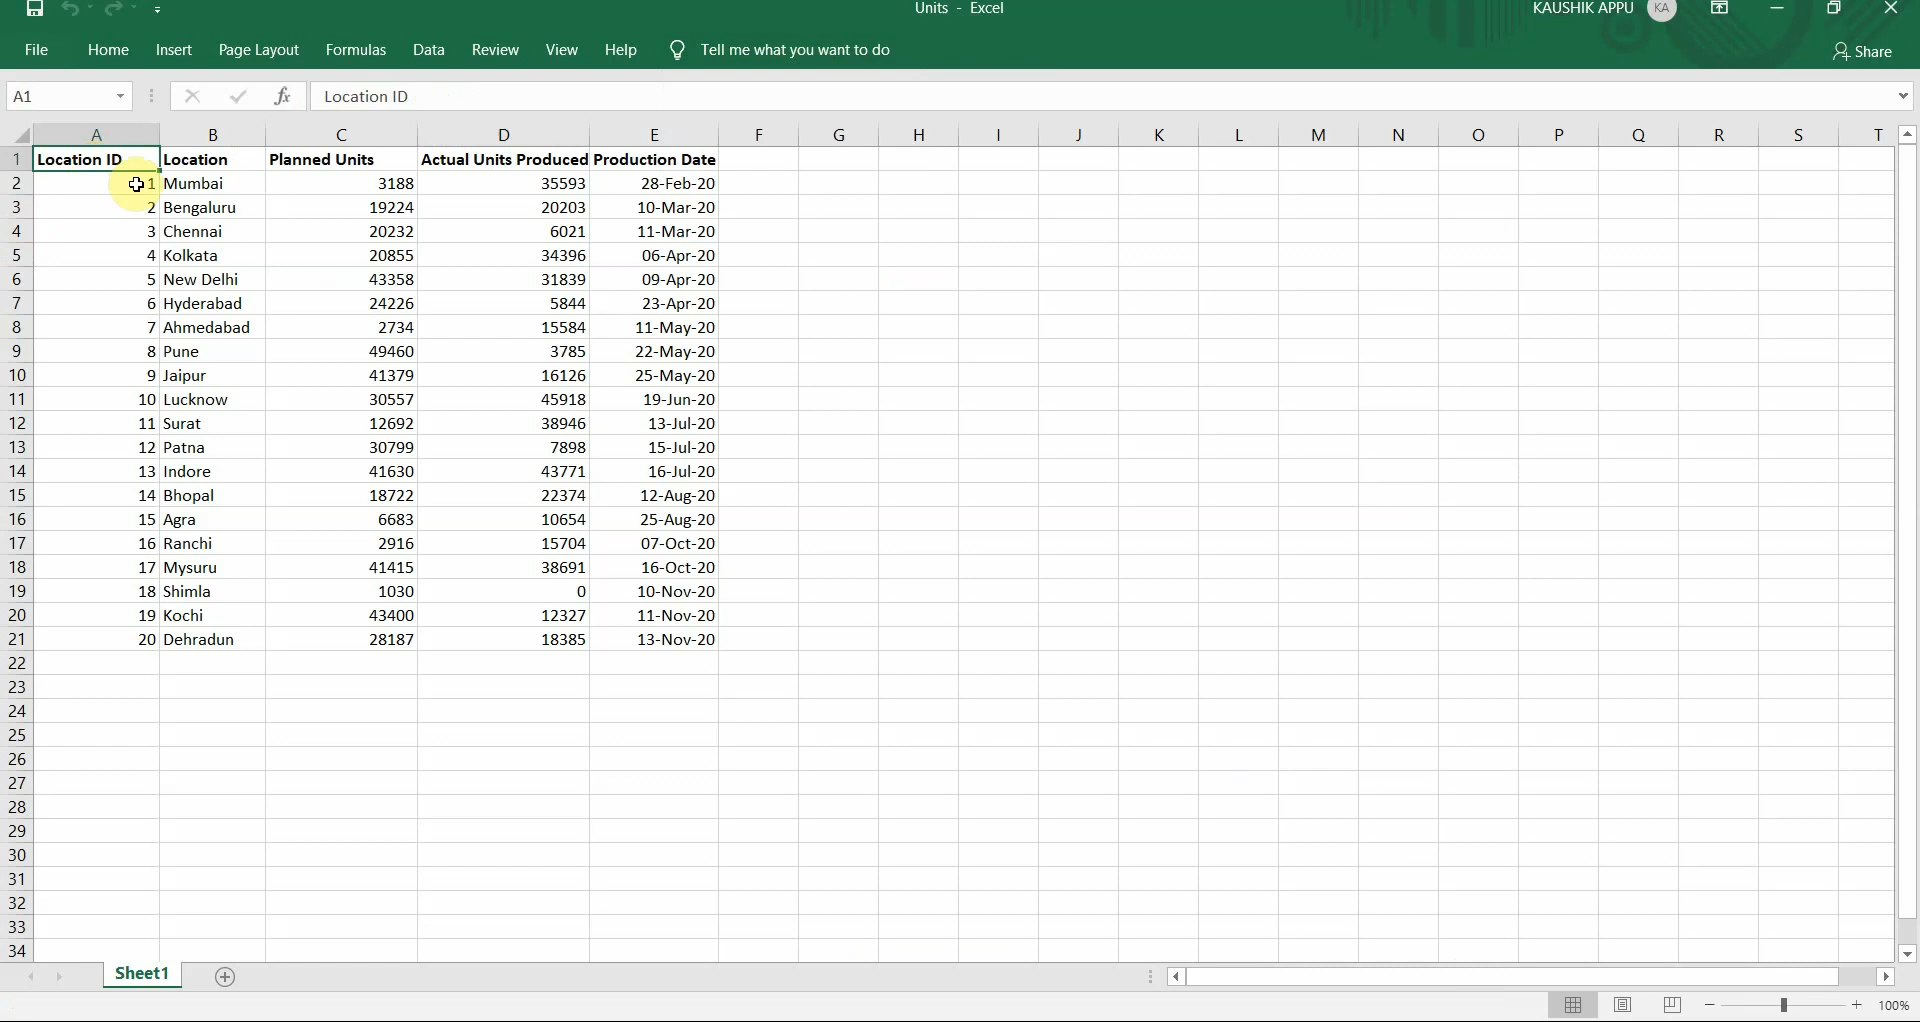 Units - Excel KAUSHIK APPU KA
File Home Insert Page Layout Formulas Data Review View Help Tell me what you want to do Share
A1 fx Location ID
A B C D E F G H I J K L M N O P Q R S T
1 Location ID Location Planned Units Actual Units Produced Production Date
2 1 Mumbai 3188 35593 28-Feb-20
3 2 Bengaluru 19224 20203 10-Mar-20
4 3 Chennai 20232 6021 11-Mar-20
5 4 Kolkata 20855 34396 06-Apr-20
6 5 New Delhi 43358 31839 09-Apr-20
7 6 Hyderabad 24226 5844 23-Apr-20
8 7 Ahmedabad 2734 15584 11-May-20
9 8 Pune 49460 3785 22-May-20
10 9 Jaipur 41379 16126 25-May-20
11 10 Lucknow 30557 45918 19-Jun-20
12 11 Surat 12692 38946 13-Jul-20
13 12 Patna 30799 7898 15-Jul-20
14 13 Indore 41630 43771 16-Jul-20
15 14 Bhopal 18722 22374 12-Aug-20
16 15 Agra 6683 10654 25-Aug-20
17 16 Ranchi 2916 15704 07-Oct-20
18 17 Mysuru 41415 38691 16-Oct-20
19 18 Shimla 1030 0 10-Nov-20
20 19 Kochi 43400 12327 11-Nov-20
21 20 Dehradun 28187 18385 13-Nov-20
22
23
24
25
26
27
28
29
30
31
32
33
34
Sheet1
100%